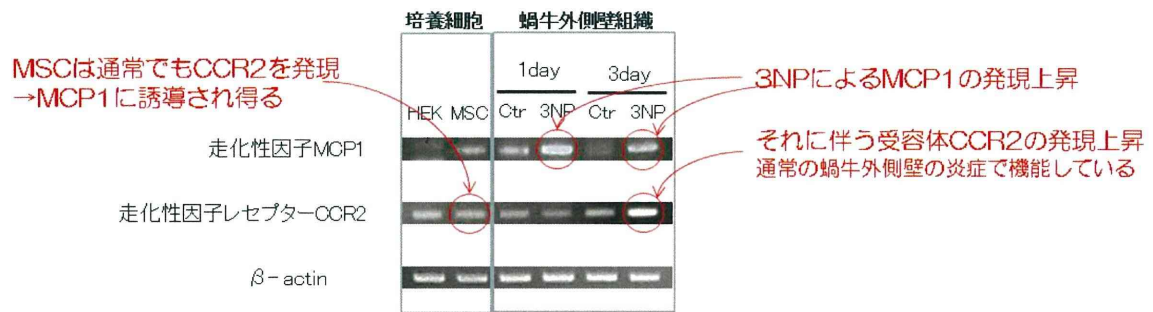 培養細胞 蝸牛外側壁組織
MSCは通常でもCCR2を発現
→MCP1に誘導され得る
1day 3day
3NPによるMCP1の発現上昇
HEK MSC Ctr 3NP Ctr 3NP
走化性因子MCP1
それに伴う受容体CCR2の発現上昇
通常の蝸牛外側壁の炎症で機能している
走化性因子レセプターCCR2
β-actin